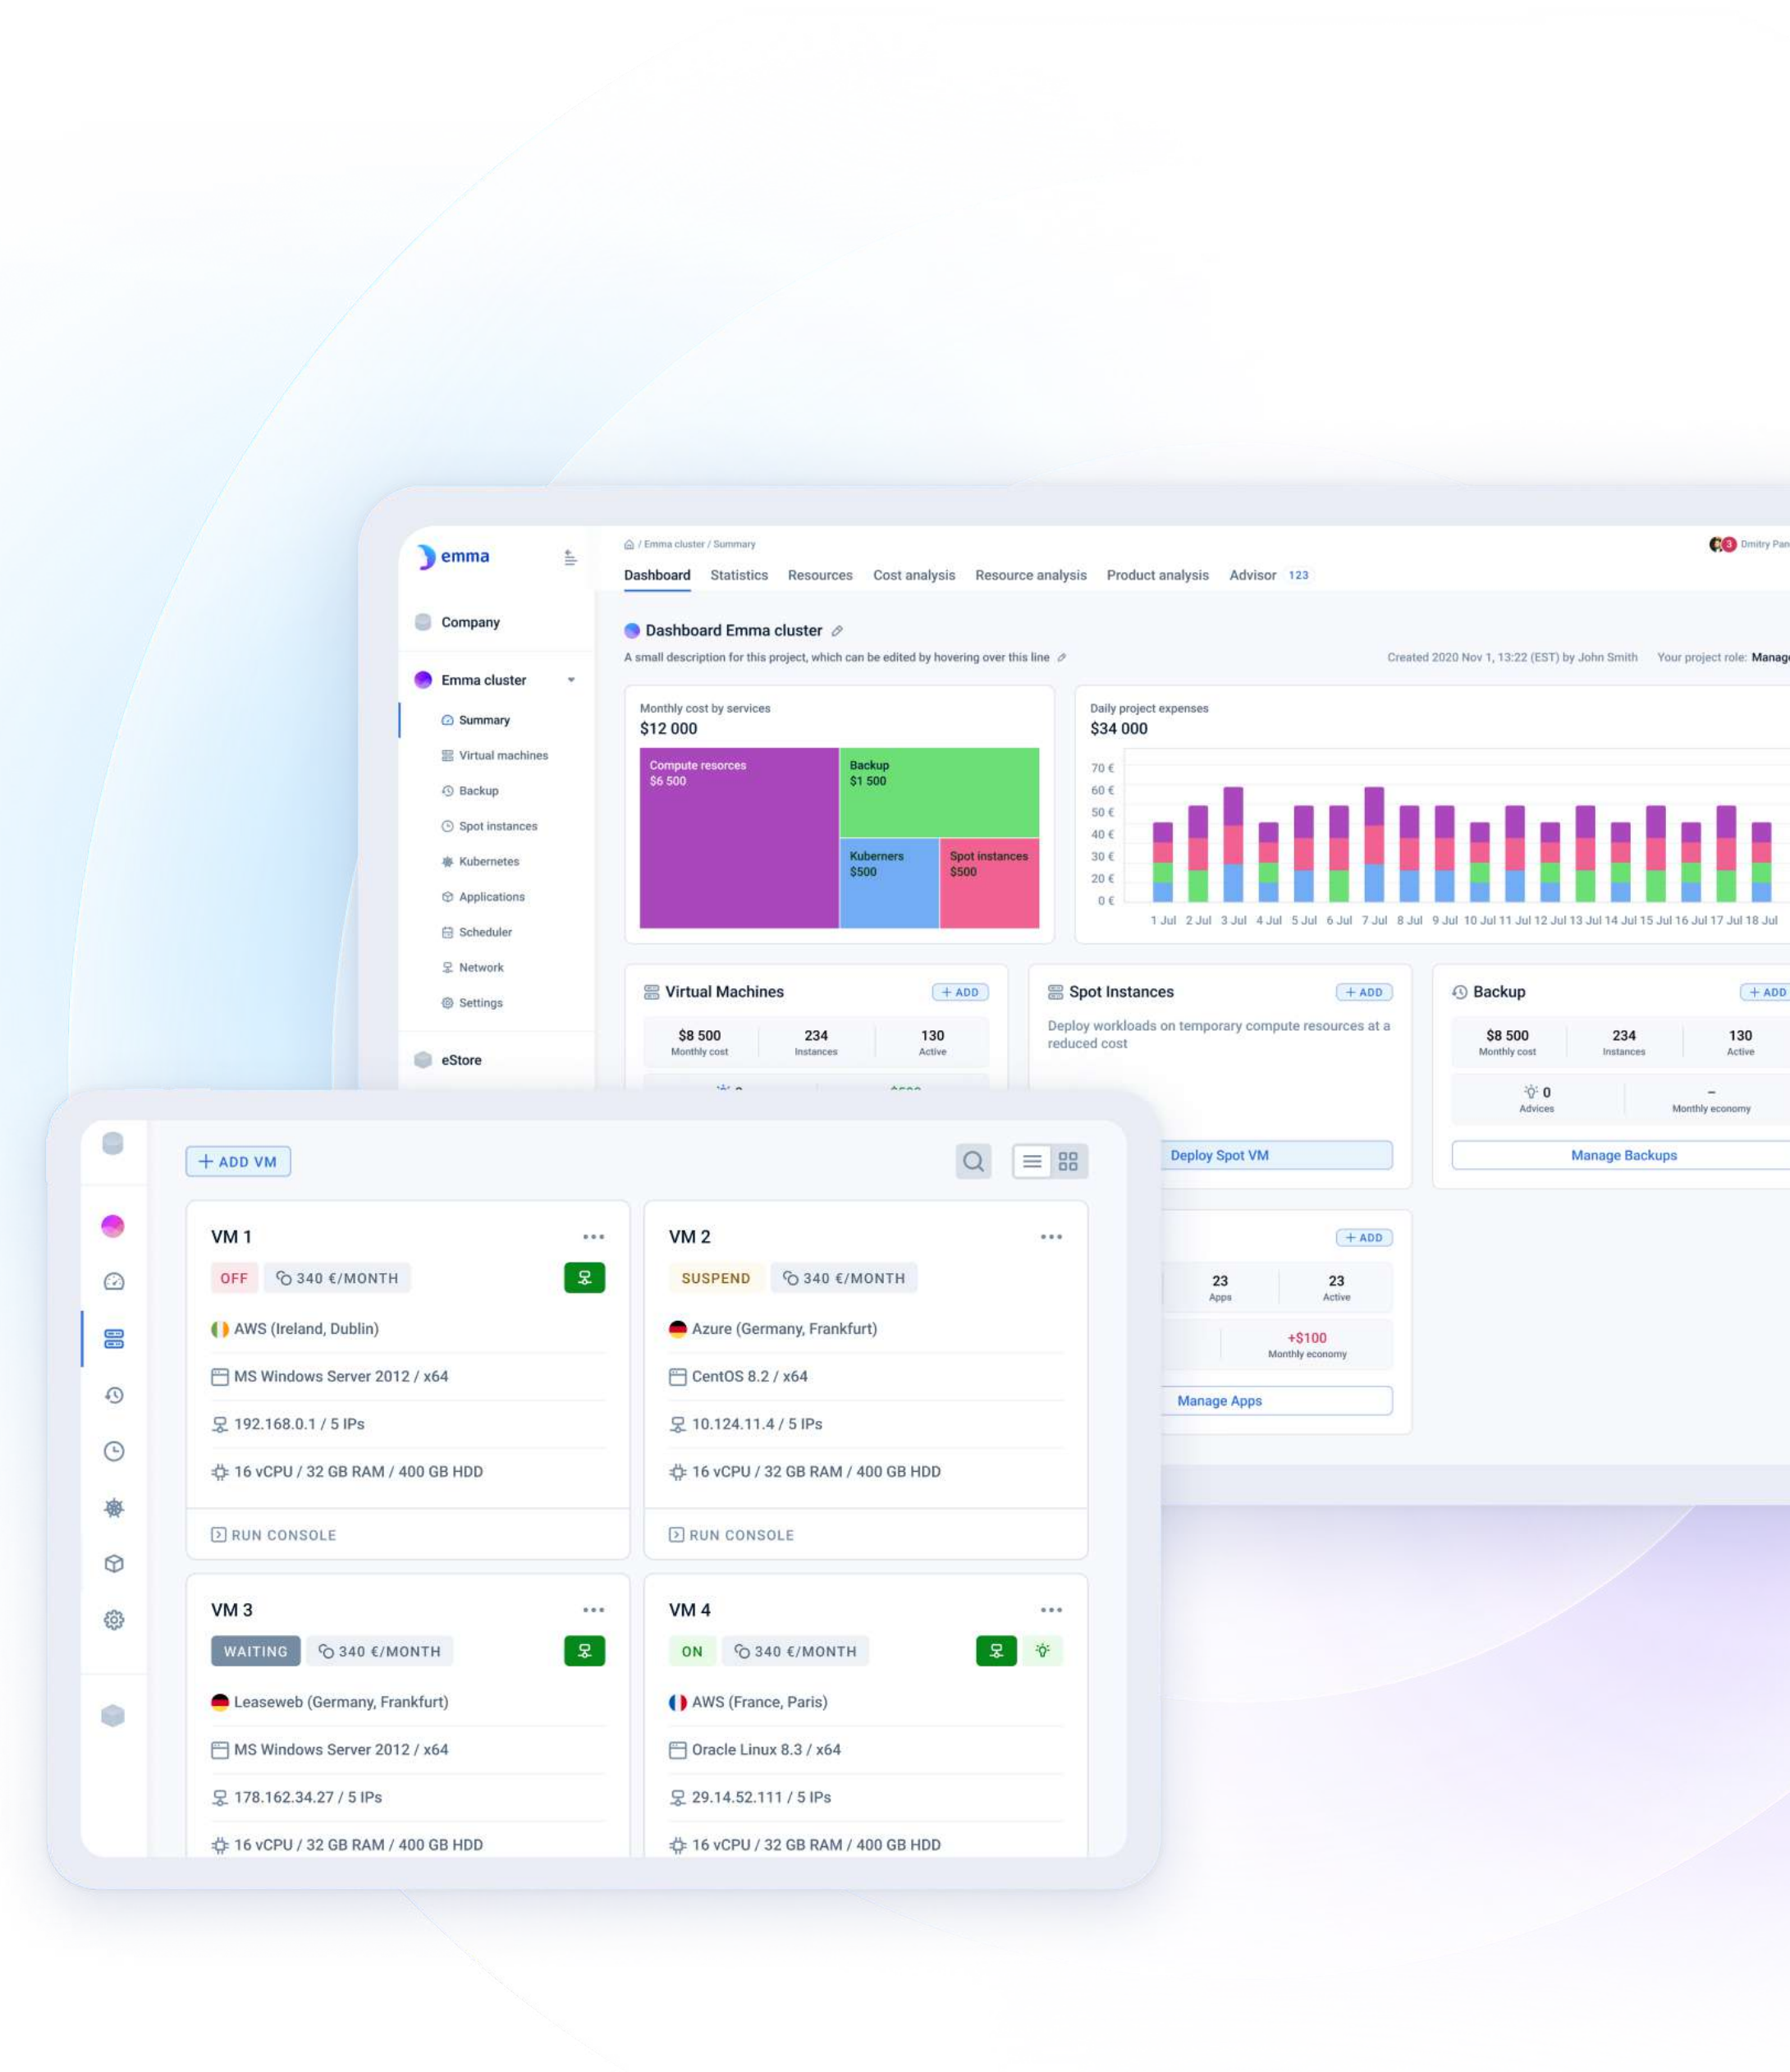 emma
/ Emma cluster / Summary
3 Dmitry Pan
Dashboard Statistics Resources Cost analysis Resource analysis Product analysis Advisor 123
Company
Emma cluster
Summary
Virtual machines
Backup
Spot instances
Kubernetes
Applications
Scheduler
Network
Settings
eStore
Dashboard Emma cluster
A small description for this project, which can be edited by hovering over this line
Created 2020 Nov 1, 13:22 (EST) by John Smith Your project role: Manage
Monthly cost by services
$12 000
Compute resorces
$6 500
Backup
$1 500
Kuberners
$500
Spot instances
$500
Daily project expenses
$34 000
70 €
60 €
50 €
40 €
30 €
20 €
0 €
1 Jul 2 Jul 3 Jul 4 Jul 5 Jul 6 Jul 7 Jul 8 Jul 9 Jul 10 Jul 11 Jul 12 Jul 13 Jul 14 Jul 15 Jul 16 Jul 17 Jul 18 Jul
Virtual Machines + ADD
$8 500 234 130
Monthly cost Instances Active
Spot Instances + ADD
Deploy workloads on temporary compute resources at a
reduced cost
Deploy Spot VM
Backup + ADD
$8 500 234 130
Monthly cost Instances Active
0 –
Advices Monthly economy
Manage Backups
+ ADD
23 23
Apps Active
+$100
Monthly economy
Manage Apps
+ ADD VM
VM 1
OFF 340 €/MONTH
AWS (Ireland, Dublin)
MS Windows Server 2012 / x64
192.168.0.1 / 5 IPs
16 vCPU / 32 GB RAM / 400 GB HDD
RUN CONSOLE
VM 2
SUSPEND 340 €/MONTH
Azure (Germany, Frankfurt)
CentOS 8.2 / x64
10.124.11.4 / 5 IPs
16 vCPU / 32 GB RAM / 400 GB HDD
RUN CONSOLE
VM 3
WAITING 340 €/MONTH
Leaseweb (Germany, Frankfurt)
MS Windows Server 2012 / x64
178.162.34.27 / 5 IPs
16 vCPU / 32 GB RAM / 400 GB HDD
VM 4
ON 340 €/MONTH
AWS (France, Paris)
Oracle Linux 8.3 / x64
29.14.52.111 / 5 IPs
16 vCPU / 32 GB RAM / 400 GB HDD